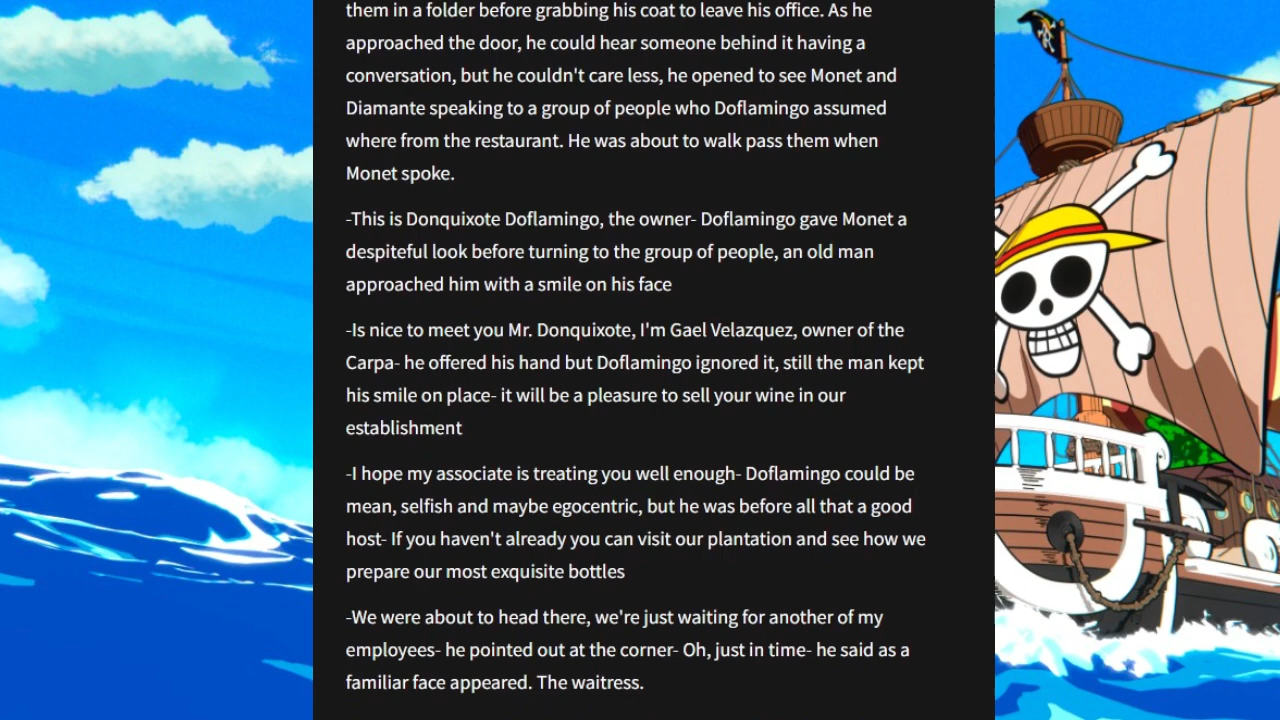 them in a folder before grabbing his coat to leave his office. As he
approached the door, he could hear someone behind it having a
conversation, but he couldn't care less, he opened to see Monet and
Diamante speaking to a group of people who Doflamingo assumed
where from the restaurant. He was about to walk pass them when
Monet spoke.
-This is Donquixote Doflamingo, the owner- Doflamingo gave Monet a
despiteful look before turning to the group of people, an old man
approached him with a smile on his face
-Is nice to meet you Mr. Donquixote, I'm Gael Velazquez, owner of the
Carpa- he offered his hand but Doflamingo ignored it, still the man kept
his smile on place- it will be a pleasure to sell your wine in our
establishment
-I hope my associate is treating you well enough- Doflamingo could be
mean, selfish and maybe egocentric, but he was before all that a good
host- If you haven't already you can visit our plantation and see how we
prepare our most exquisite bottles
-We were about to head there, we're just waiting for another of my
employees- he pointed out at the corner- Oh, just in time- he said as a
familiar face appeared. The waitress.